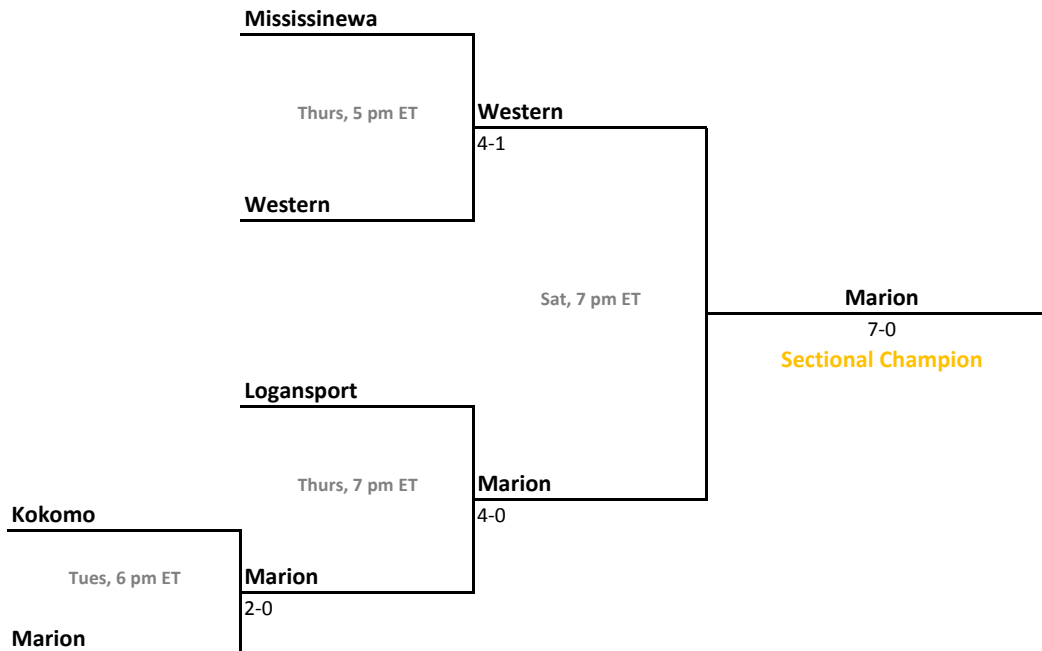 Mississinewa
Thurs, 5 pm ET
Western
4-1
Western
Sat, 7 pm ET
Marion
7-0
Sectional Champion
Logansport
Thurs, 7 pm ET
Marion
4-0
Kokomo
Tues, 6 pm ET
Marion
2-0
Marion